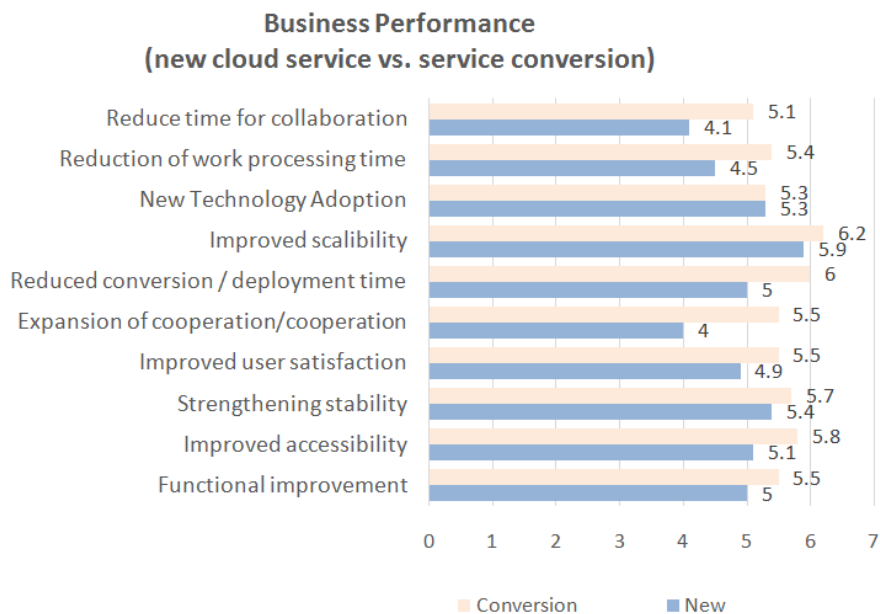 Business Performance
(new cloud service vs. service conversion)
Reduce time for collaboration
5.1
4.1
Reduction of work processing time
5.4
4.5
New Technology Adoption
5.3
5.3
Improved scalibility
6.2
5.9
Reduced conversion / deployment time
6
5
Expansion of cooperation/cooperation
5.5
4
Improved user satisfaction
5.5
4.9
Strengthening stability
5.7
5.4
Improved accessibility
5.8
5.1
Functional improvement
5.5
5
0 1 2 3 4 5 6 7
Conversion New